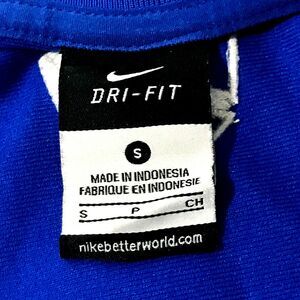 DRI-FIT
S
MADE IN INDONESIA
FABRIQUE EN INDONESIE
S P CH
nikebetterworld.com